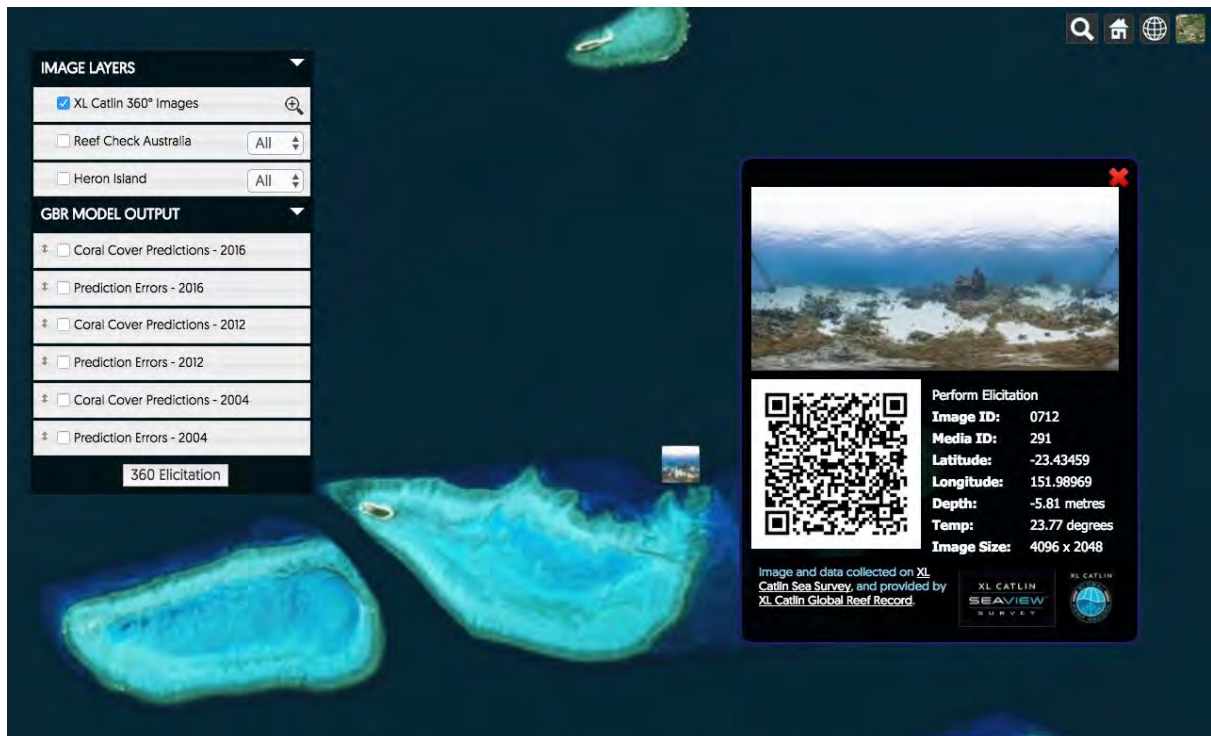 IMAGE LAYERS
XL Catlin 360° Images
Reef Check Australia All
Heron Island All
GBR MODEL OUTPUT
Coral Cover Predictions - 2016
Prediction Errors - 2016
Coral Cover Predictions - 2012
Prediction Errors - 2012
Coral Cover Predictions - 2004
Prediction Errors - 2004
360 Elicitation
Perform Elicitation
Image ID: 0712
Media ID: 291
Latitude: -23.43459
Longitude: 151.98969
Depth: -5.81 metres
Temp: 23.77 degrees
Image Size: 4096 x 2048
Image and data collected on XL
Catlin Sea Survey, and provided by
XL Catlin Global Reef Record.
XL CATLIN
SEAVIEW
SURVEY
XL CATLIN